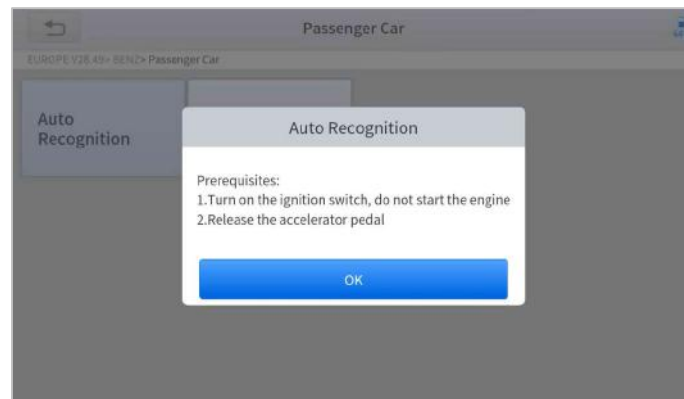 Passenger Car
EUROPE V28.49> BENZ> Passenger Car
Auto
Recognition
Auto Recognition
Prerequisites:
1.Turn on the ignition switch, do not start the engine
2.Release the accelerator pedal
OK